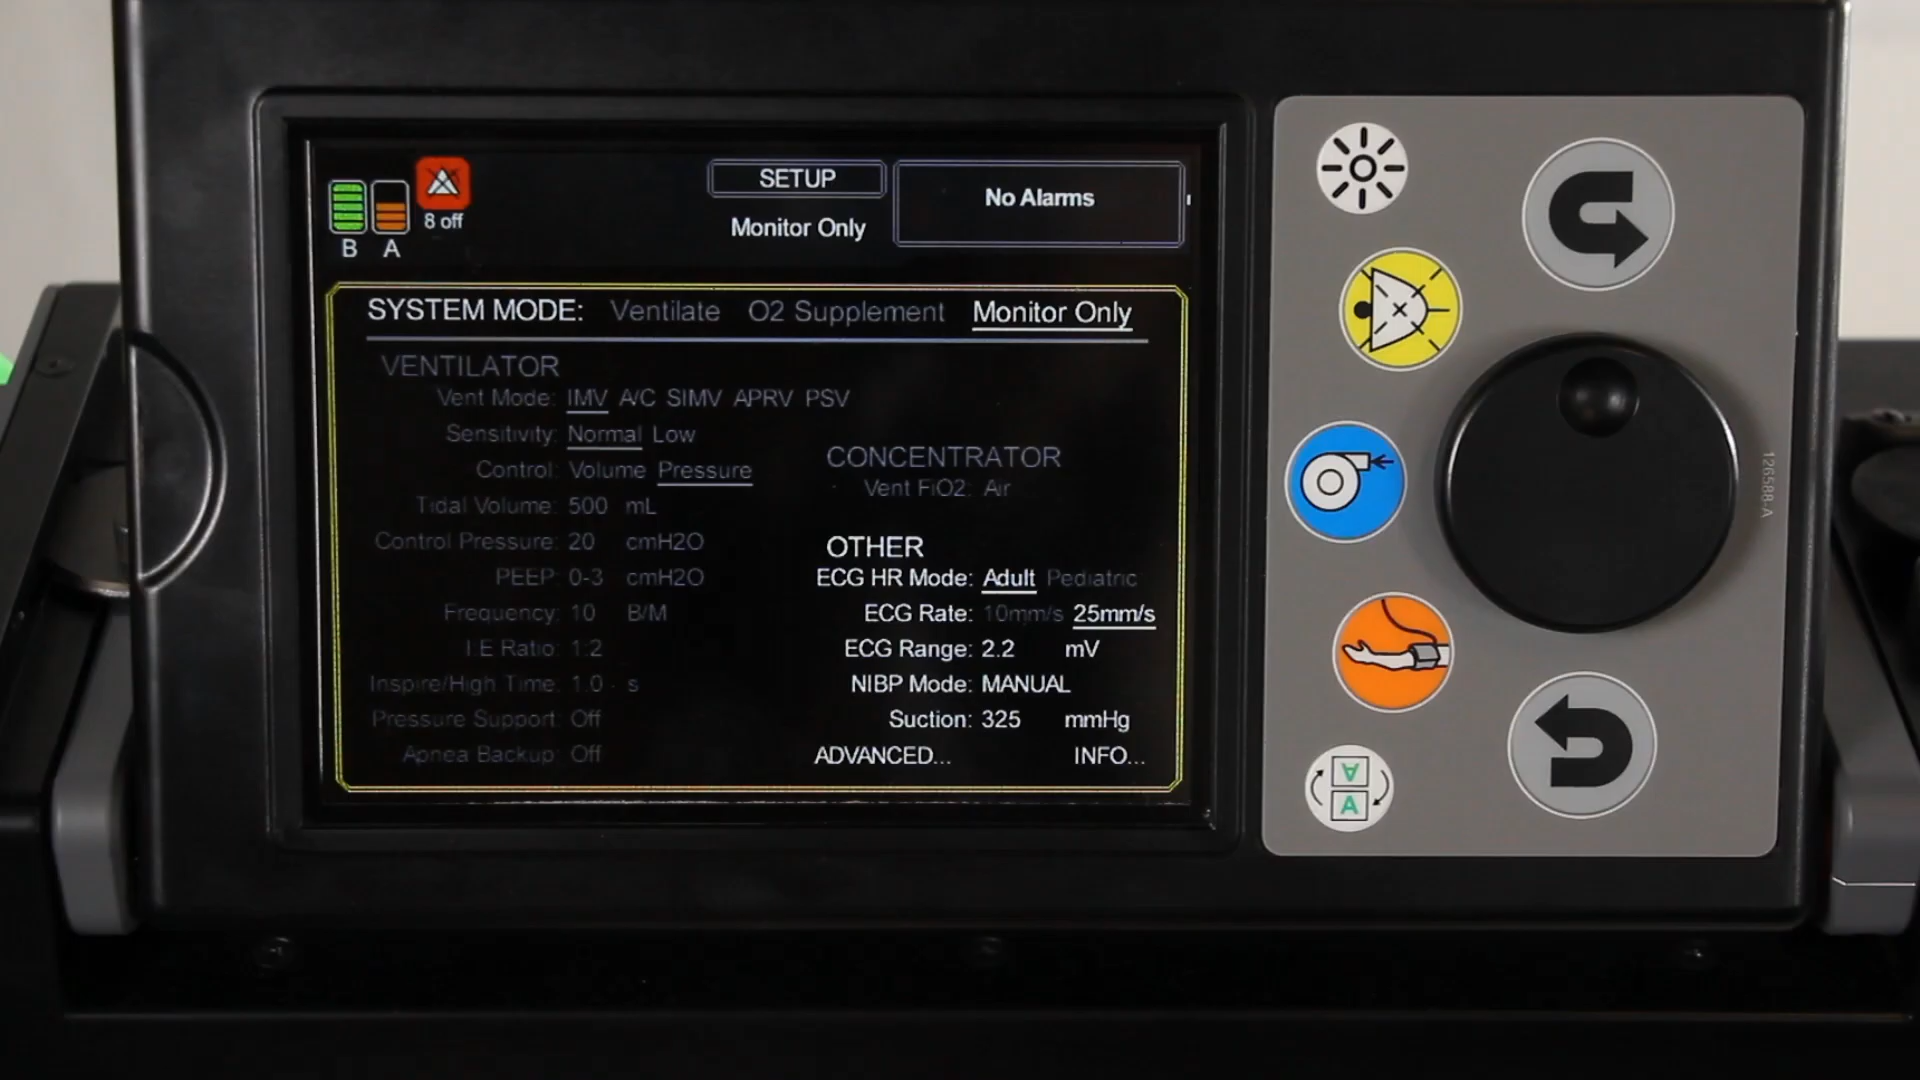 8 off
B A
SETUP
Monitor Only
No Alarms
SYSTEM MODE: Ventilate O2 Supplement Monitor Only
VENTILATOR
Vent Mode: IMV A/C SIMV APRV PSV
Sensitivity: Normal Low
Control: Volume Pressure
Tidal Volume: 500 mL
Control Pressure: 20 cmH2O
PEEP: 0-3 cmH2O
Frequency: 10 B/M
I:E Ratio: 1:2
Inspire/High Time: 1.0 s
Pressure Support: Off
Apnea Backup: Off
CONCENTRATOR
Vent FiO2: Air
OTHER
ECG HR Mode: Adult Pediatric
ECG Rate: 10mm/s 25mm/s
ECG Range: 2.2 mV
NIBP Mode: MANUAL
Suction: 325 mmHg
ADVANCED... INFO...
A
A
126588-A